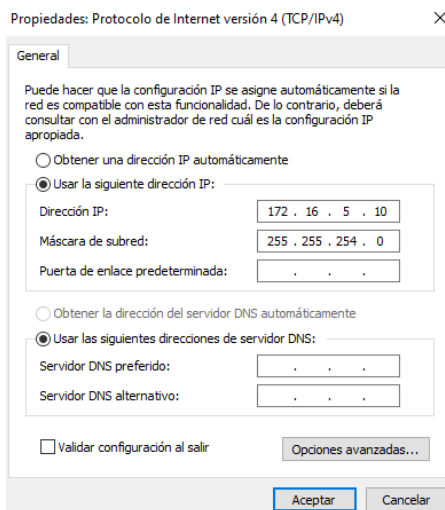 Propiedades: Protocolo de Internet versión 4 (TCP/IPv4)
General
Puede hacer que la configuración IP se asigne automáticamente si la
red es compatible con esta funcionalidad. De lo contrario, deberá
consultar con el administrador de red cuál es la configuración IP
apropiada.
Obtener una dirección IP automáticamente
Usar la siguiente dirección IP:
Dirección IP: 172 . 16 . 5 . 10
Máscara de subred: 255 . 255 . 254 . 0
Puerta de enlace predeterminada: . . .
Obtener la dirección del servidor DNS automáticamente
Usar las siguientes direcciones de servidor DNS:
Servidor DNS preferido: . . .
Servidor DNS alternativo: . . .
Validar configuración al salir Opciones avanzadas...
Aceptar Cancelar